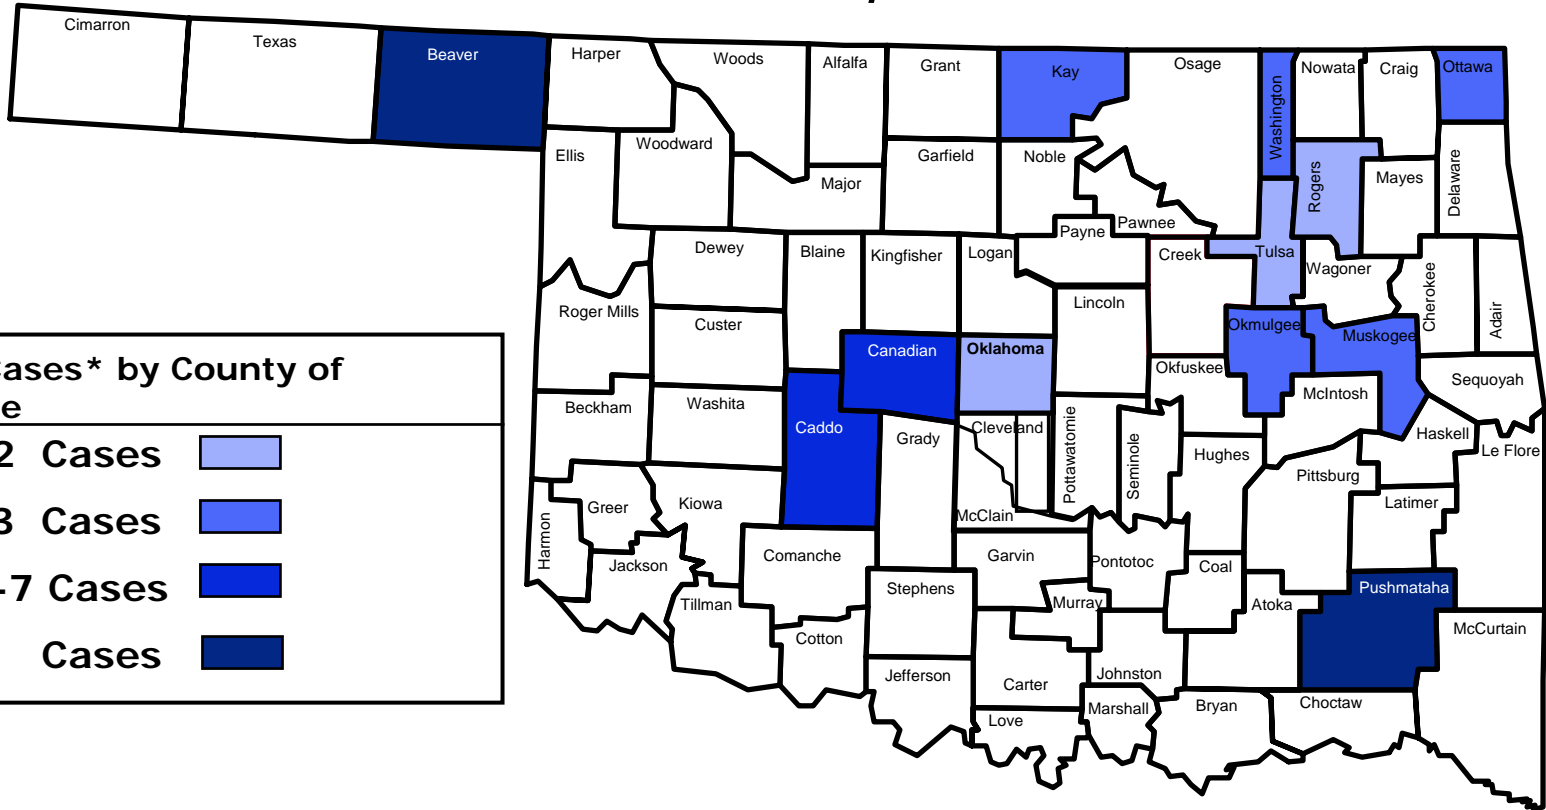 Cimarron
Texas
Beaver
Harper
Woods
Alfalfa
Grant
Kay
Osage
Washington
Nowata
Craig
Ottawa
Ellis
Woodward
Major
Garfield
Noble
Pawnee
Rogers
Mayes
Delaware
Dewey
Blaine
Kingfisher
Logan
Payne
Creek
Tulsa
Wagoner
Cherokee
Adair
Roger Mills
Custer
Lincoln
Okmulgee
Muskogee
Canadian
Oklahoma
Okfuskee
McIntosh
Sequoyah
Beckham
Washita
Caddo
Grady
Cleveland
Pottawatomie
Seminole
Hughes
Pittsburg
Haskell
Le Flore
Harmon
Greer
Kiowa
McClain
Latimer
Jackson
Comanche
Garvin
Pontotoc
Coal
Tillman
Stephens
Murray
Atoka
Pushmataha
McCurtain
Cotton
Jefferson
Carter
Johnston
Love
Marshall
Bryan
Choctaw
Cases* by County of
e
2 Cases
3 Cases
-7 Cases
Cases